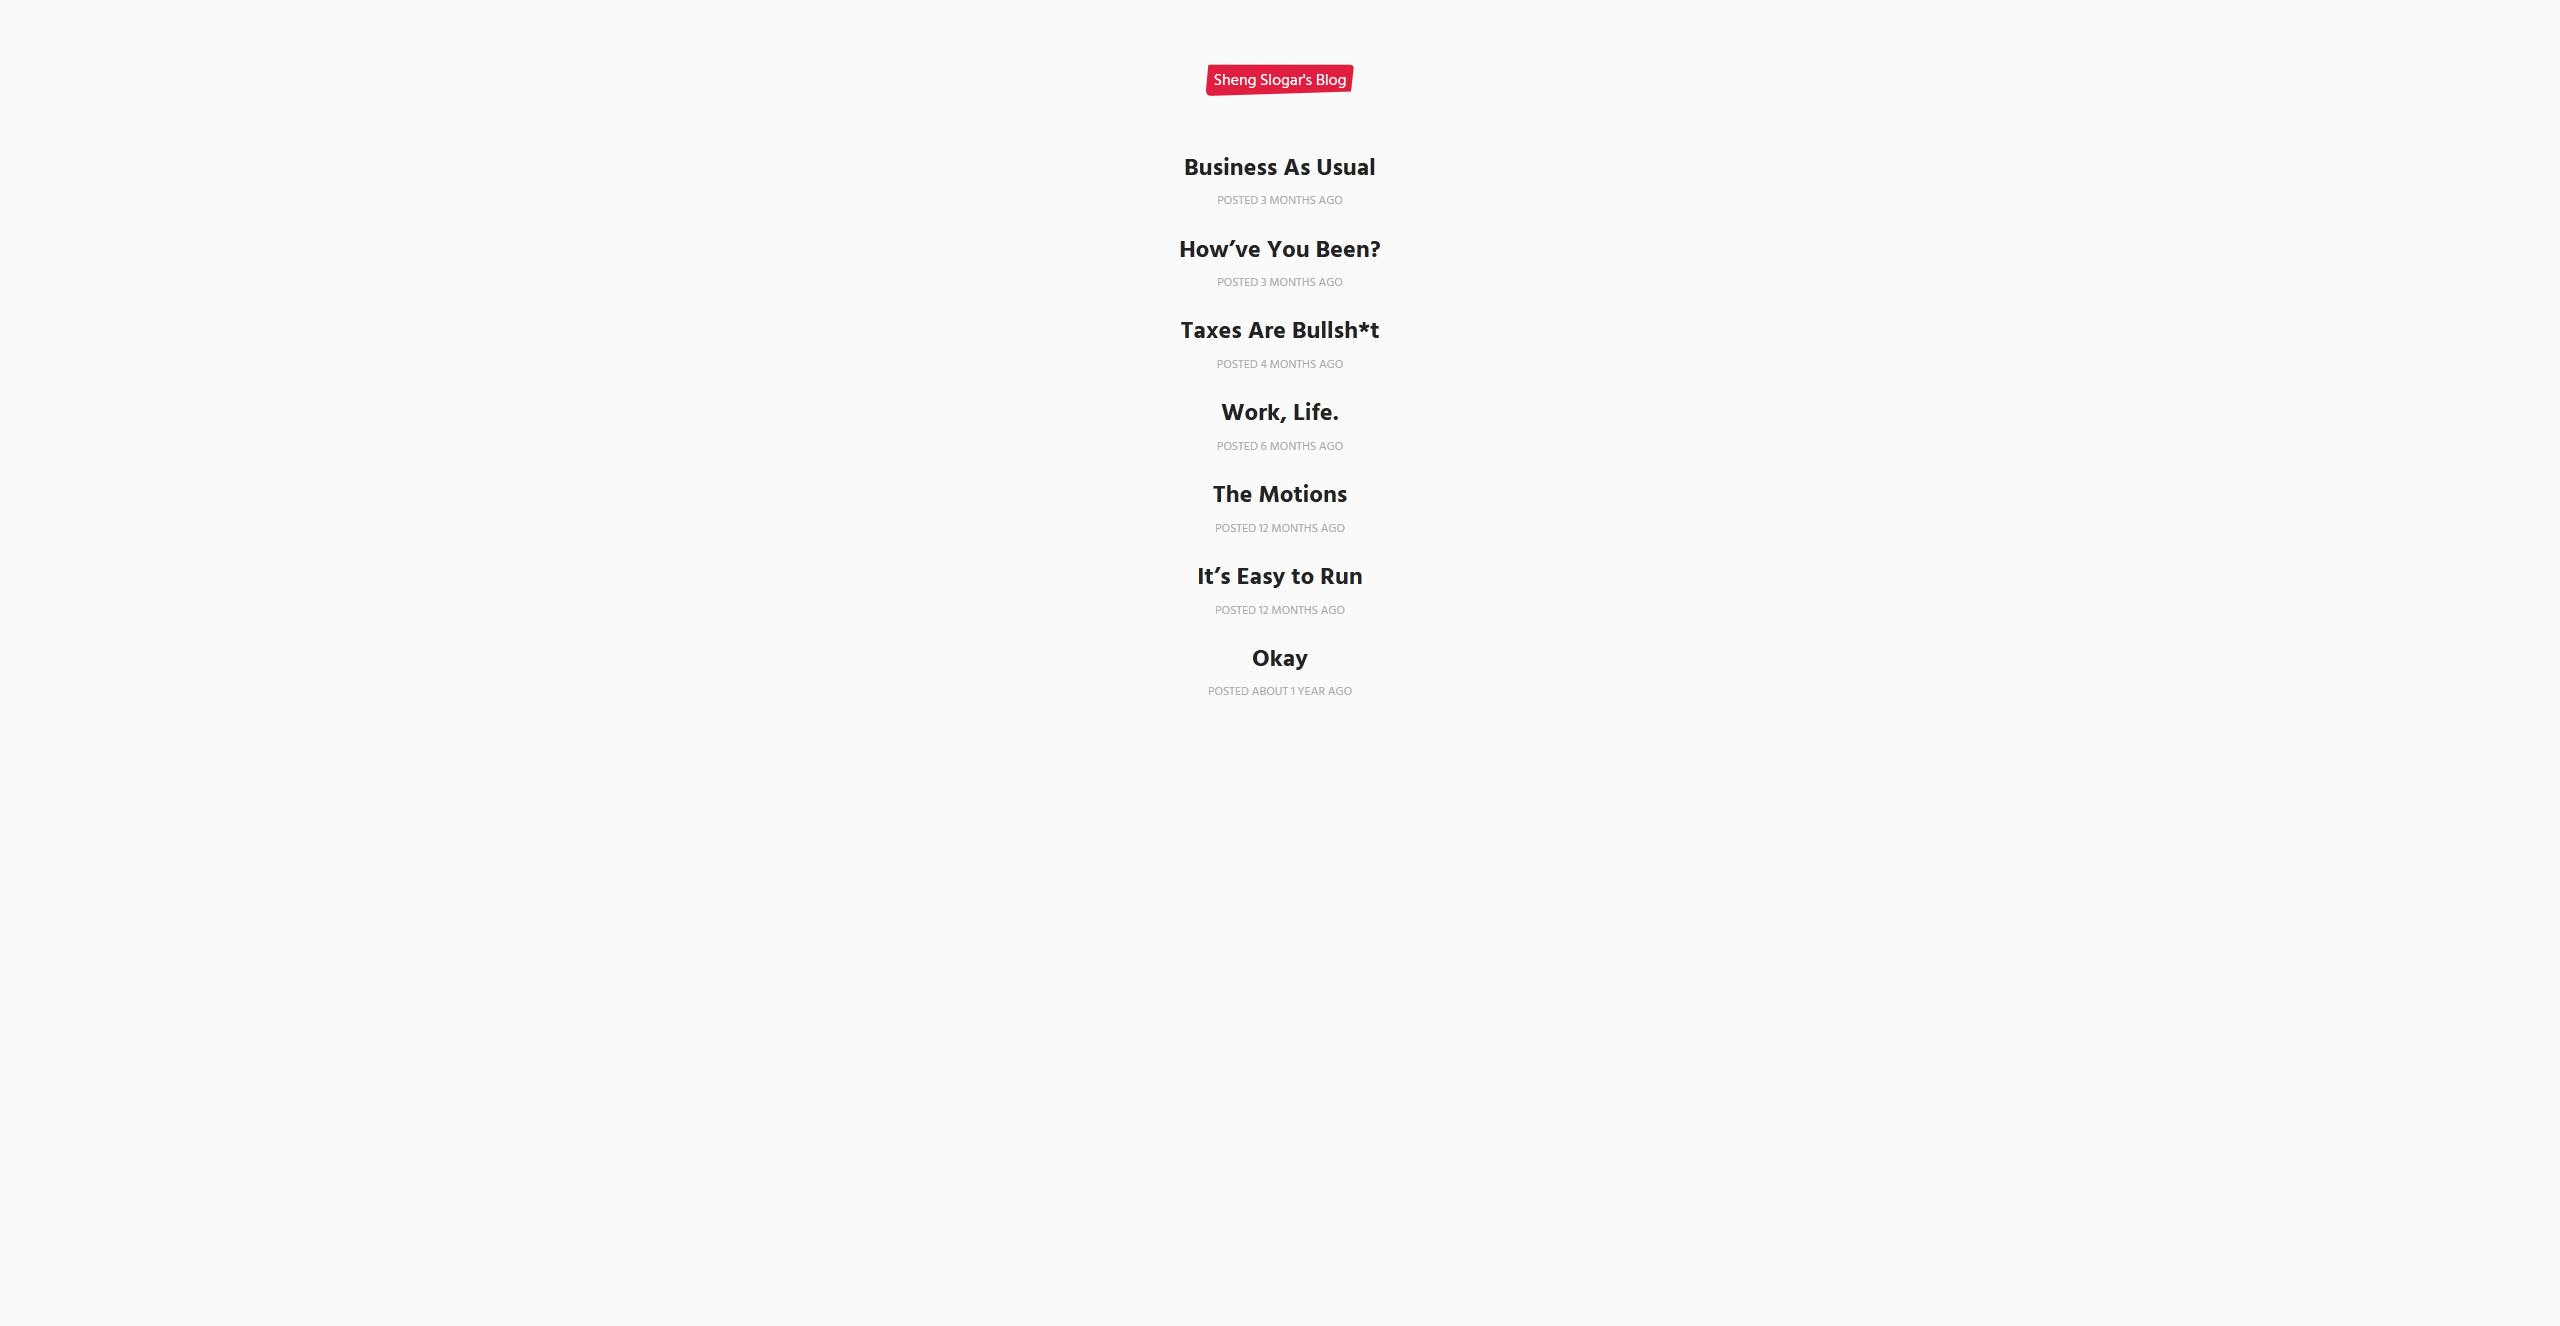 Sheng Slogar's Blog
Business As Usual
POSTED 3 MONTHS AGO
How’ve You Been?
POSTED 3 MONTHS AGO
Taxes Are Bullsh*t
POSTED 4 MONTHS AGO
Work, Life.
POSTED 6 MONTHS AGO
The Motions
POSTED 12 MONTHS AGO
It’s Easy to Run
POSTED 12 MONTHS AGO
Okay
POSTED ABOUT 1 YEAR AGO